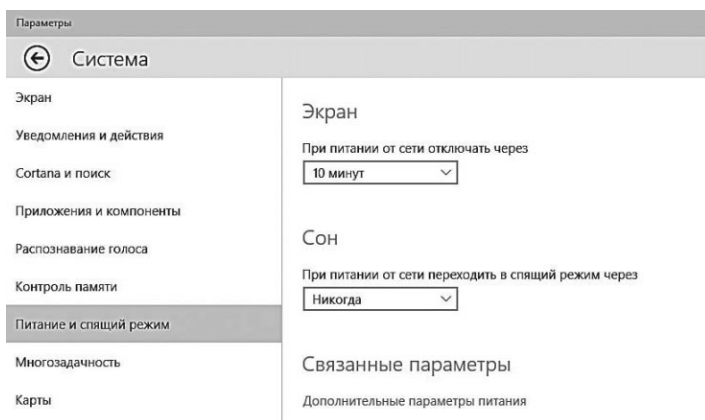 Параметры
Система
Экран
Уведомления и действия
Cortana и поиск
Приложения и компоненты
Распознавание голоса
Контроль памяти
Питание и спящий режим
Многозадачность
Карты
Экран
При питании от сети отключать через
10 минут
Сон
При питании от сети переходить в спящий режим через
Никогда
Связанные параметры
Дополнительные параметры питания